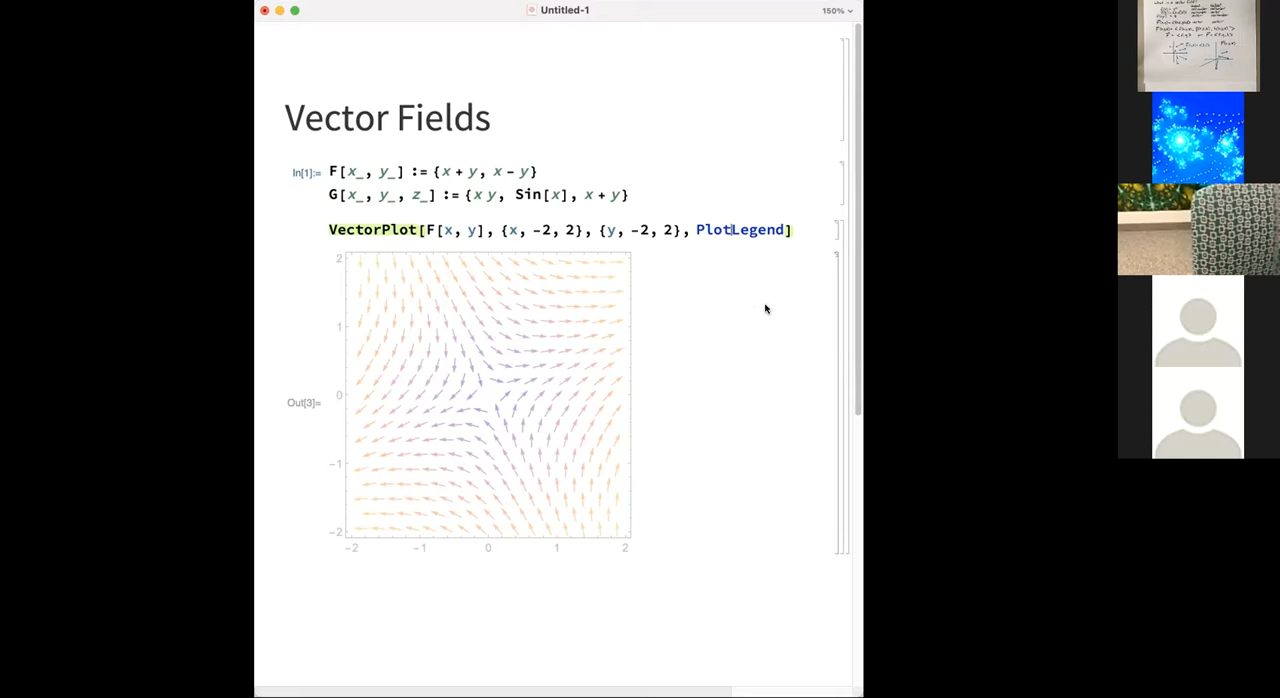 Untitled-1
150%
Vector Fields
In[1]:= F[x_, y_] := {x + y, x - y}
G[x_, y_, z_] := {x y, Sin[x], x + y}
VectorPlot[F[x, y], {x, -2, 2}, {y, -2, 2}, PlotLegend]
2
1
Out[3]= 0
-1
-2
-2 -1 0 1 2